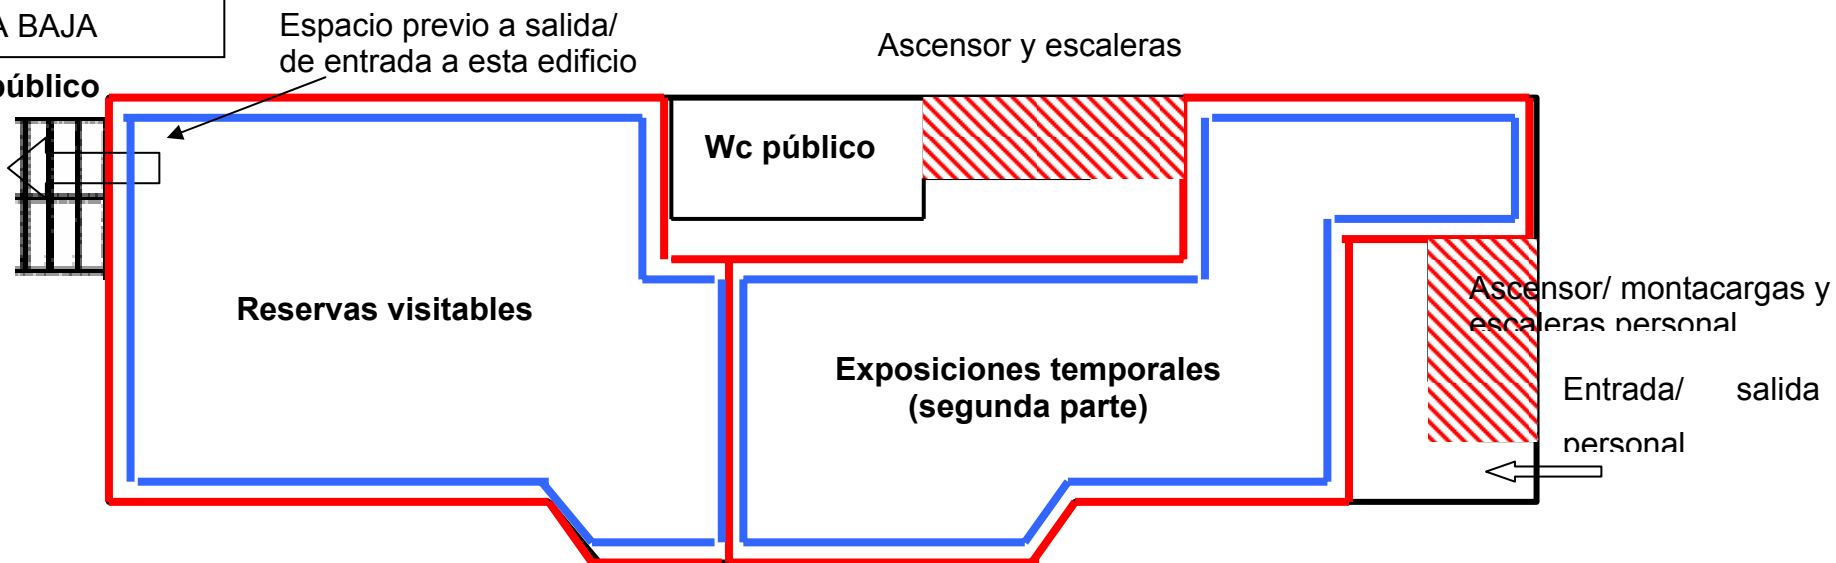 A BAJA
Espacio previo a salida/
de entrada a esta edificio
Ascensor y escaleras
público
Wc público
Reservas visitables
Ascensor/ montacargas y
escaleras personal
Exposiciones temporales
(segunda parte)
Entrada/ salida
personal